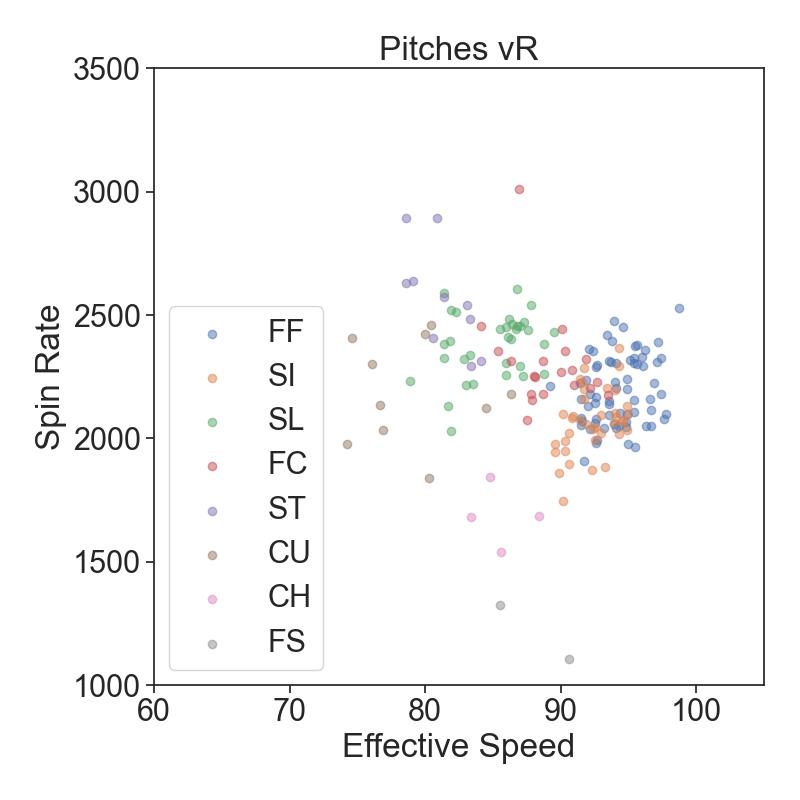 Pitches vR
3500
3000
2500
2000
1500
1000
Spin Rate
FF
SI
SL
FC
ST
CU
CH
FS
60 70 80 90 100
Effective Speed